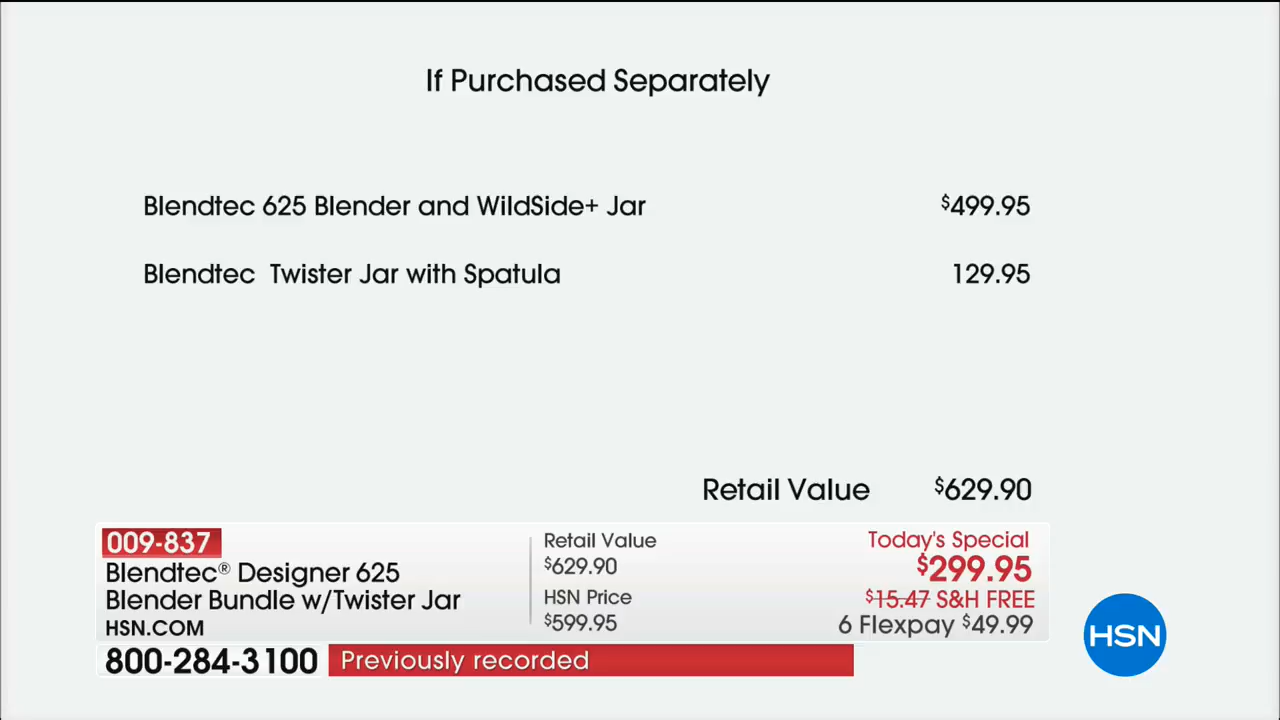 If Purchased Separately
Blendtec 625 Blender and WildSide+ Jar $499.95
Blendtec Twister Jar with Spatula 129.95
Retail Value $629.90
009-837
Blendtec® Designer 625
Blender Bundle w/Twister Jar
HSN.COM
Retail Value
$629.90
HSN Price
$599.95
Today's Special
$299.95
$15.47 S&H FREE
6 Flexpay $49.99
800-284-3100 Previously recorded
HSN